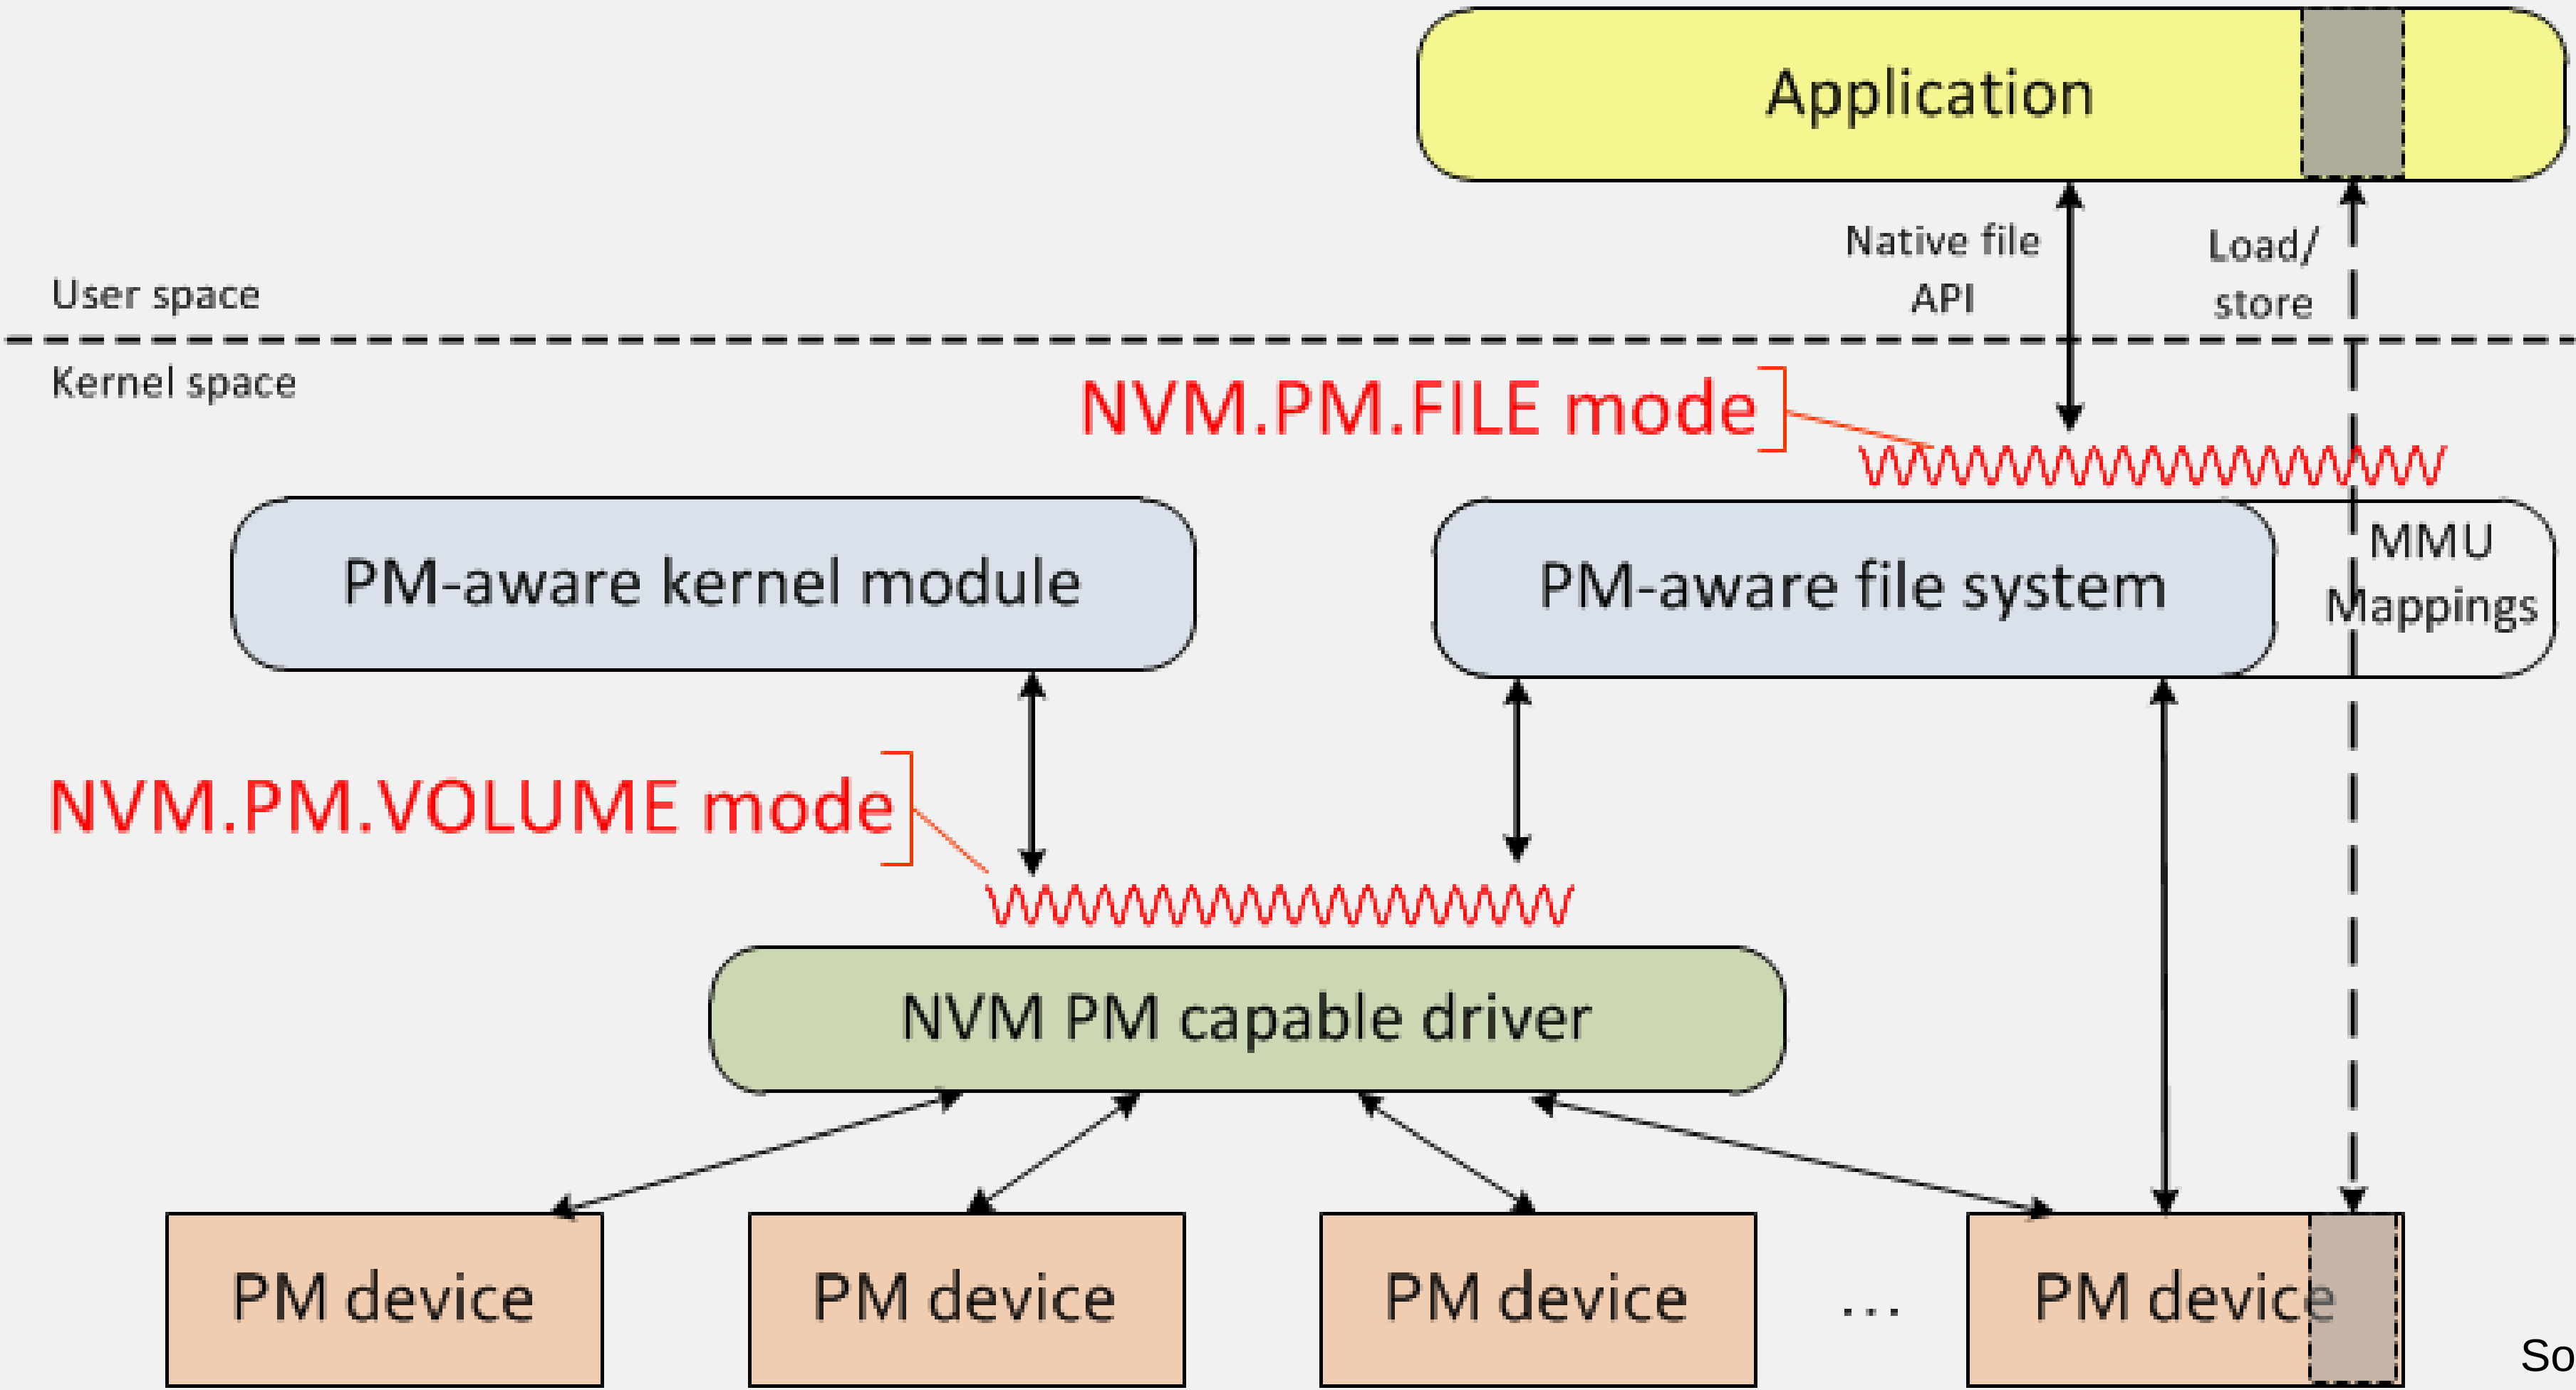 Application
Native file
API
Load/
store
User space
Kernel space
NVM.PM.FILE mode
PM-aware kernel module
PM-aware file system
MMU
Mappings
NVM.PM.VOLUME mode
NVM PM capable driver
PM device
PM device
PM device
...
PM device
So